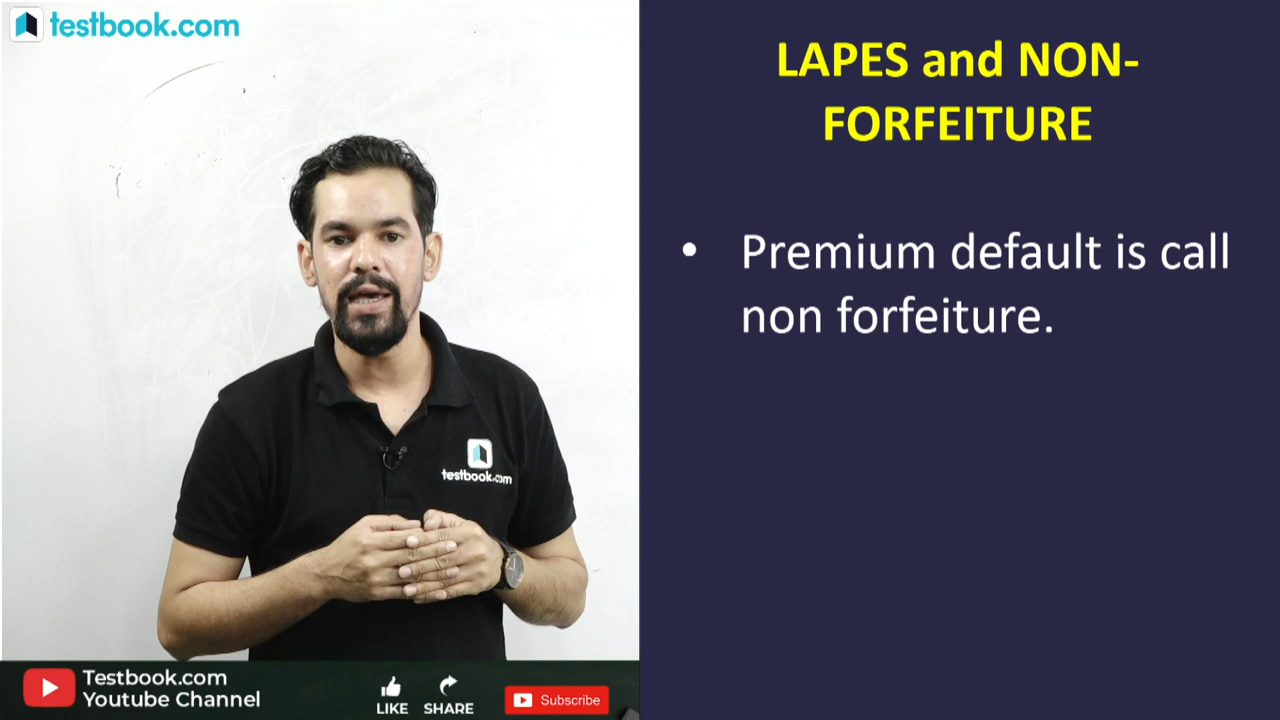 testbook.com
LAPES and NON-
FORFEITURE
• Premium default is call
non forfeiture.
testbook.com
Testbook.com
Youtube Channel
LIKE
SHARE
Subscribe